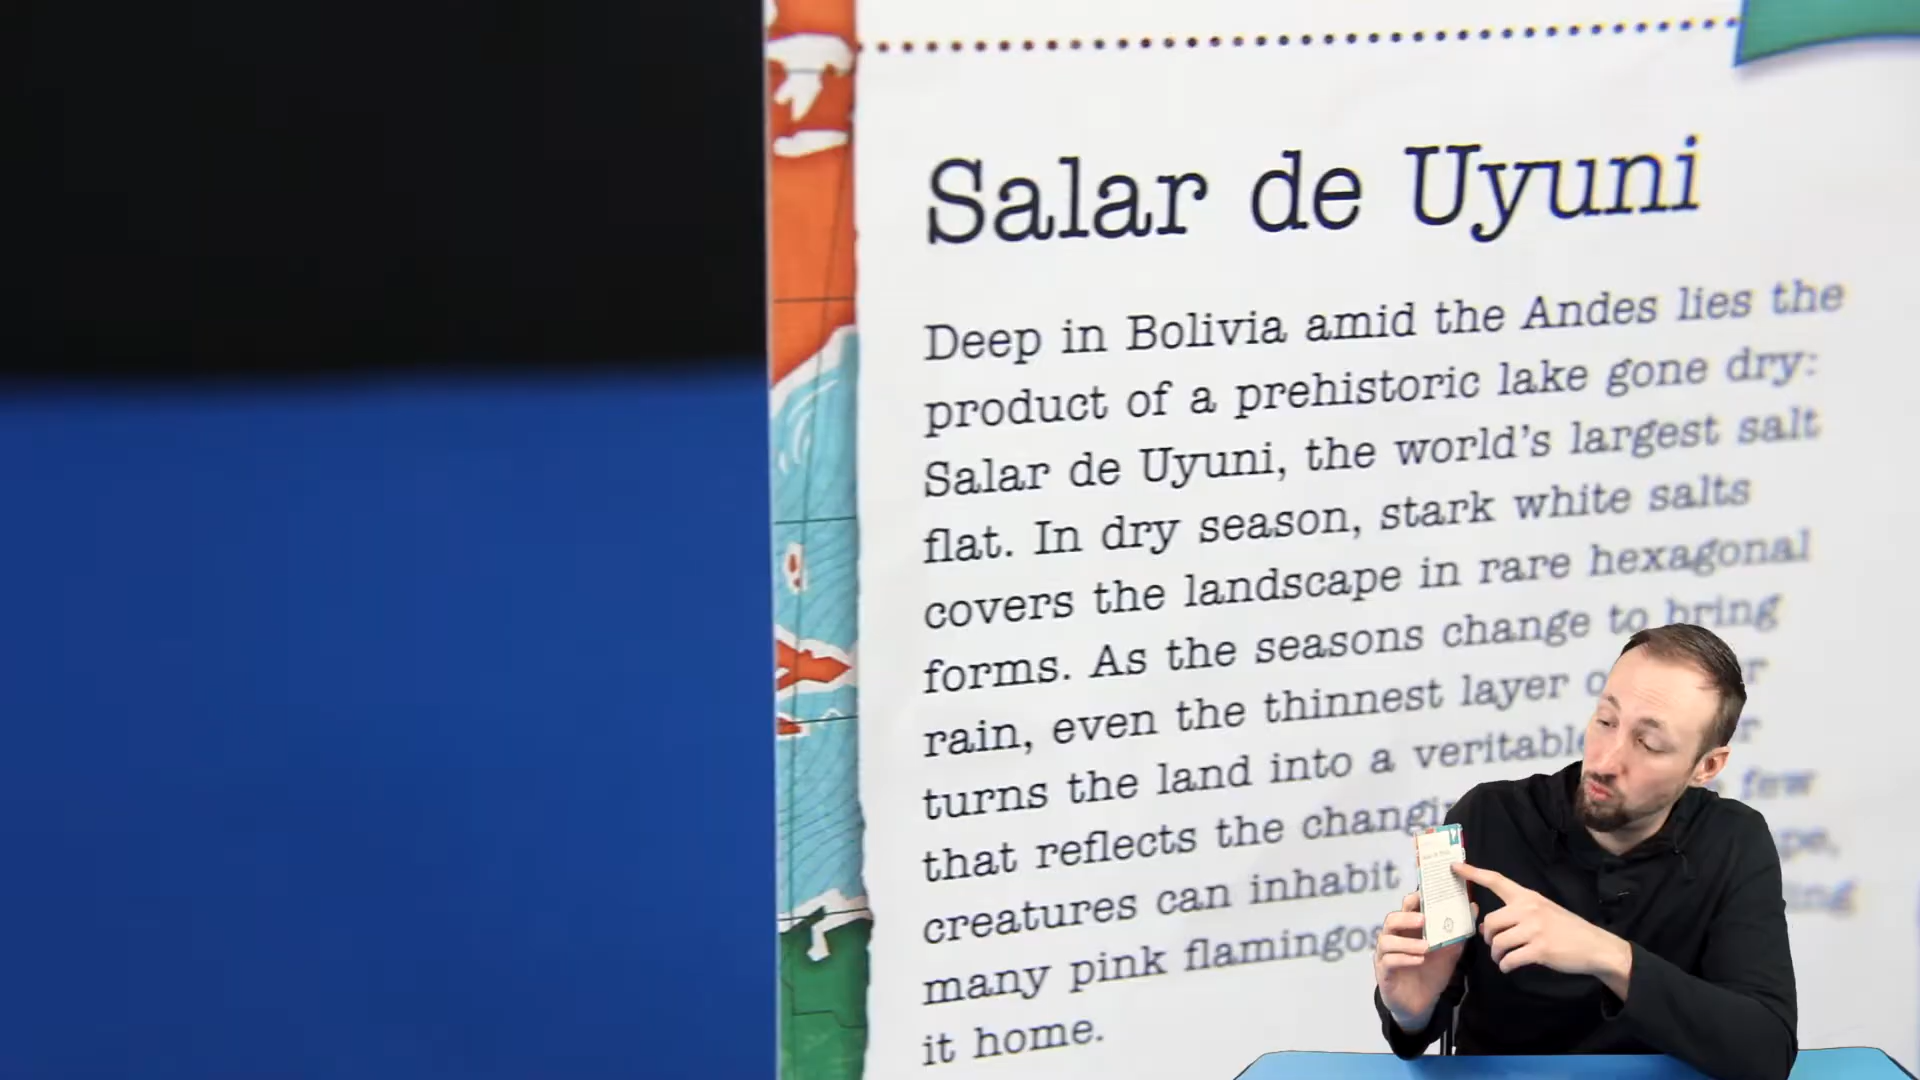 Salar de Uyuni
Deep in Bolivia amid the Andes lies the
product of a prehistoric lake gone dry:
Salar de Uyuni, the world's largest salt
flat. In dry season, stark white salts
covers the landscape in rare hexagonal
forms. As the seasons change to bring
rain, even the thinnest layer
turns the land into a veritable
that reflects the few
creatures can inhabit
many pink flamingos
it home.